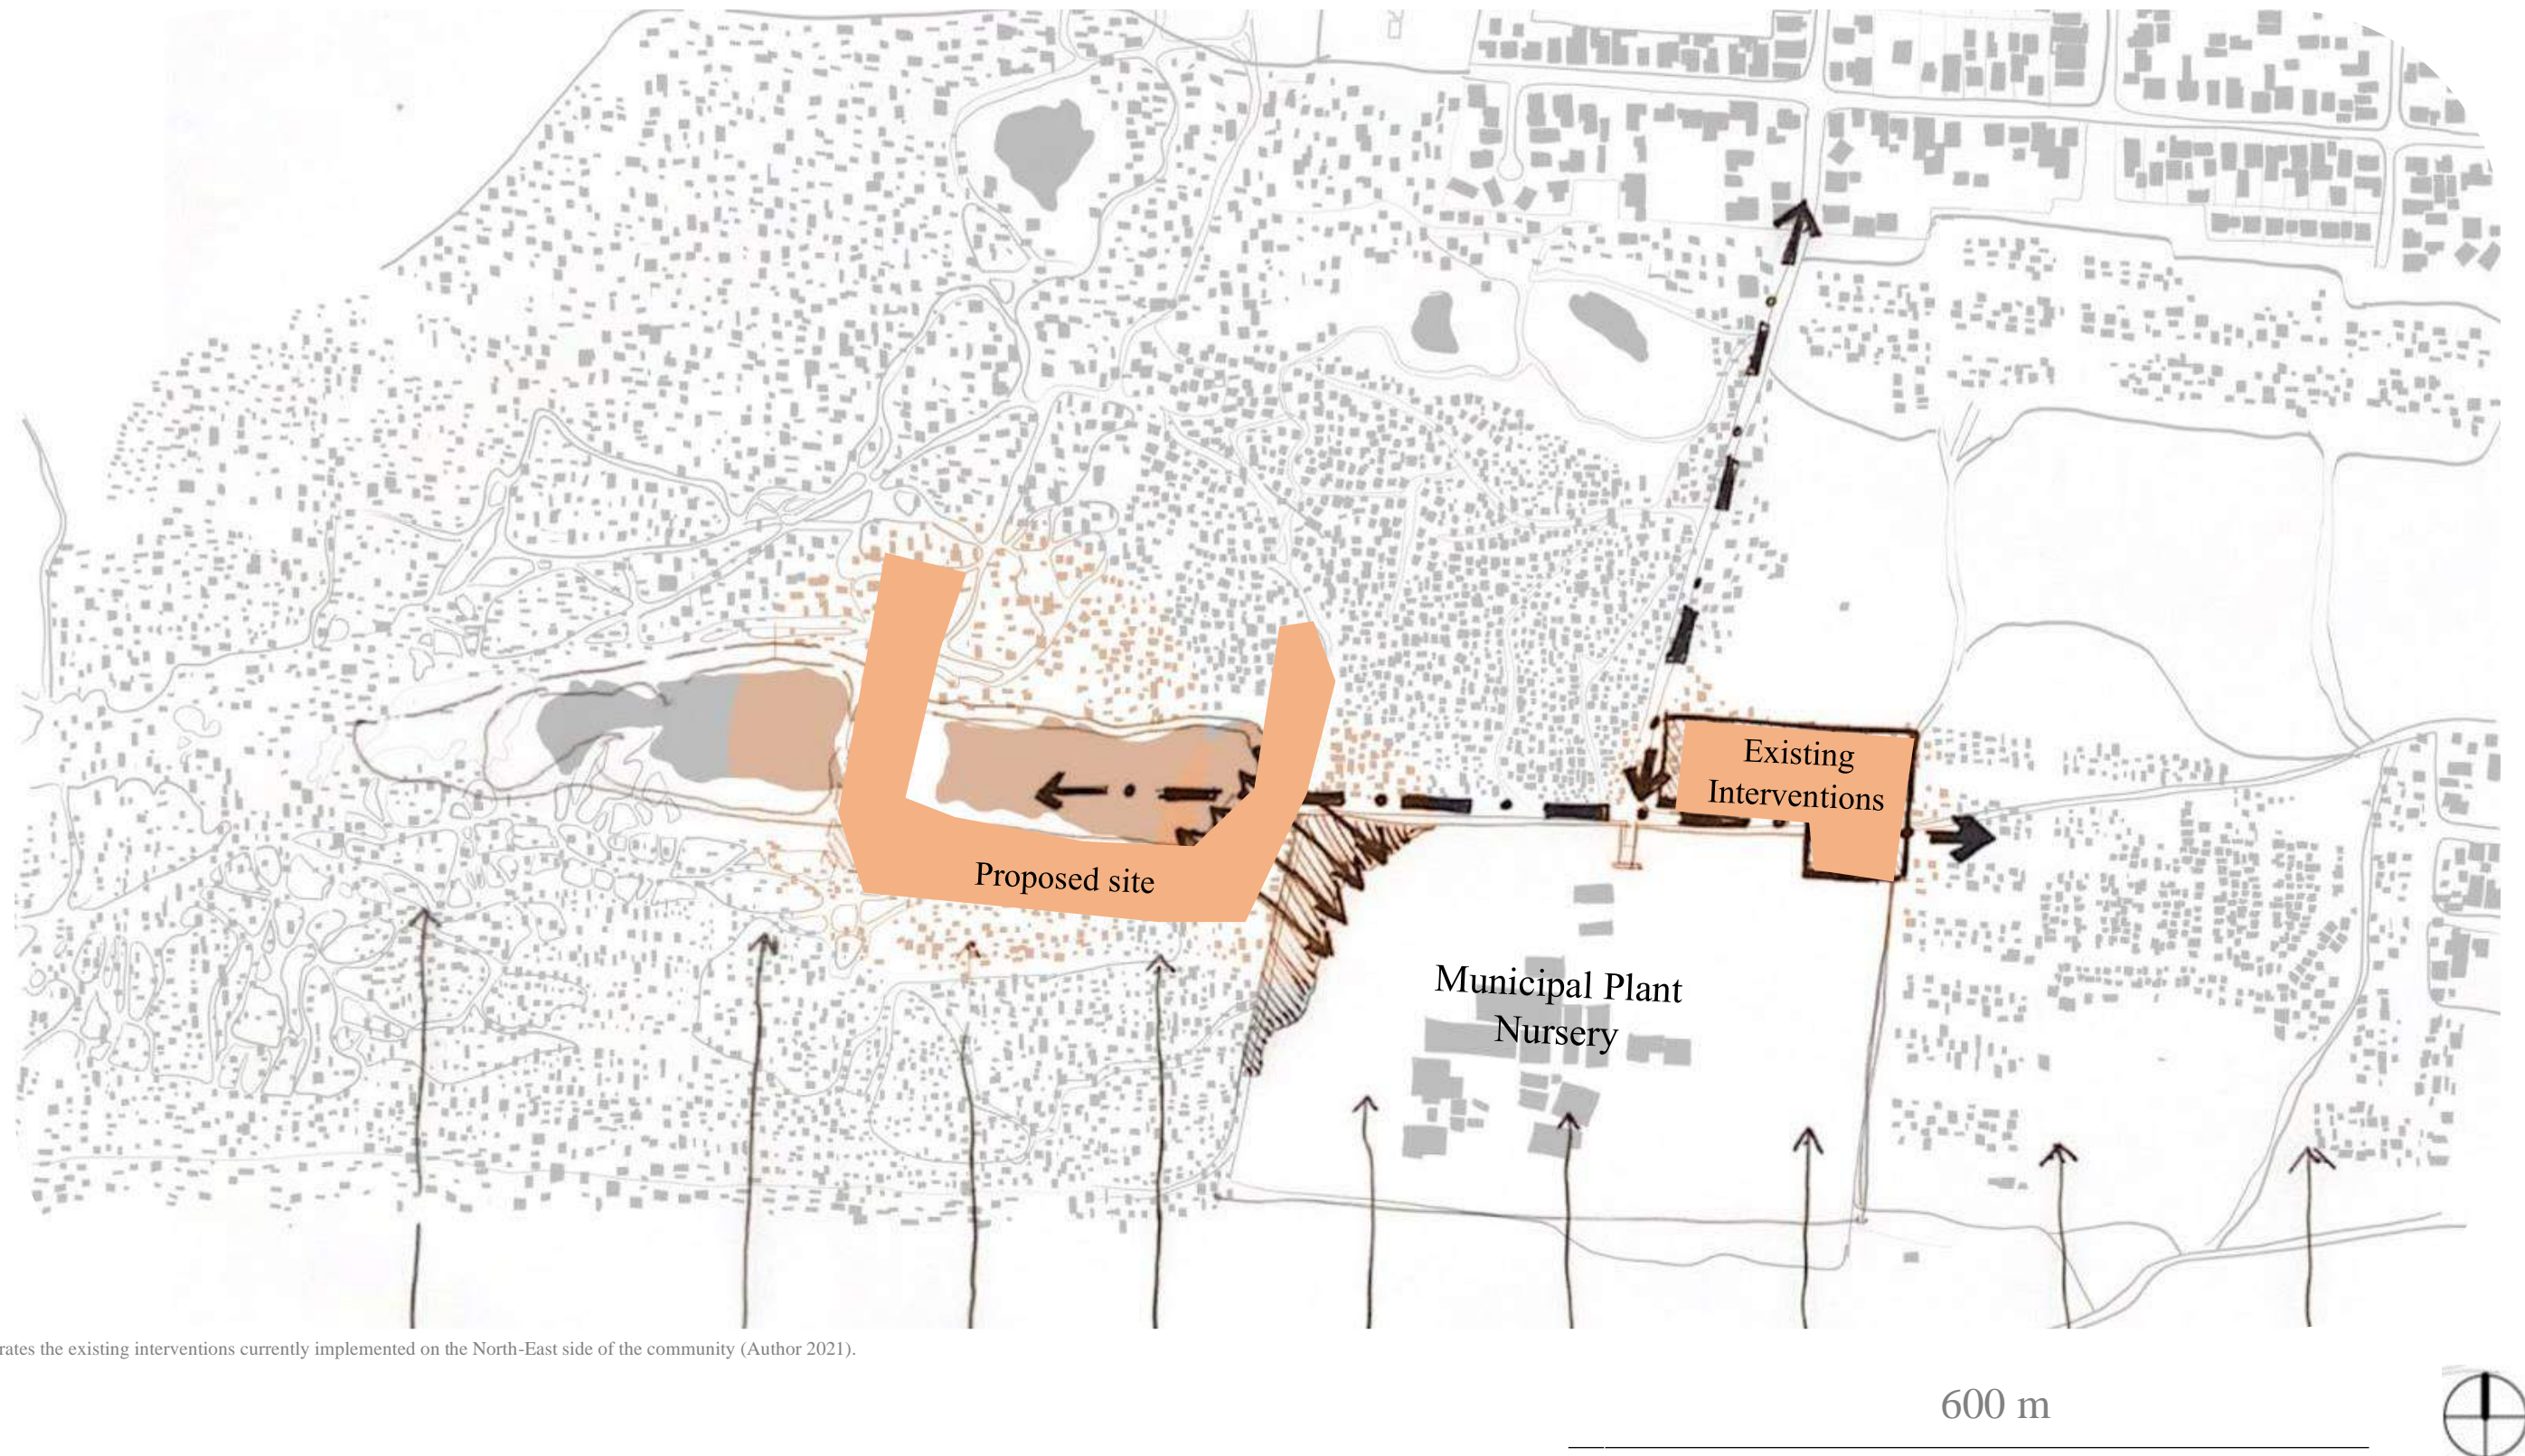 Existing
Interventions
Proposed site
Municipal Plant
Nursery
the existing interventions currently implemented on the North-East side of the community (Author 2021).
600 m